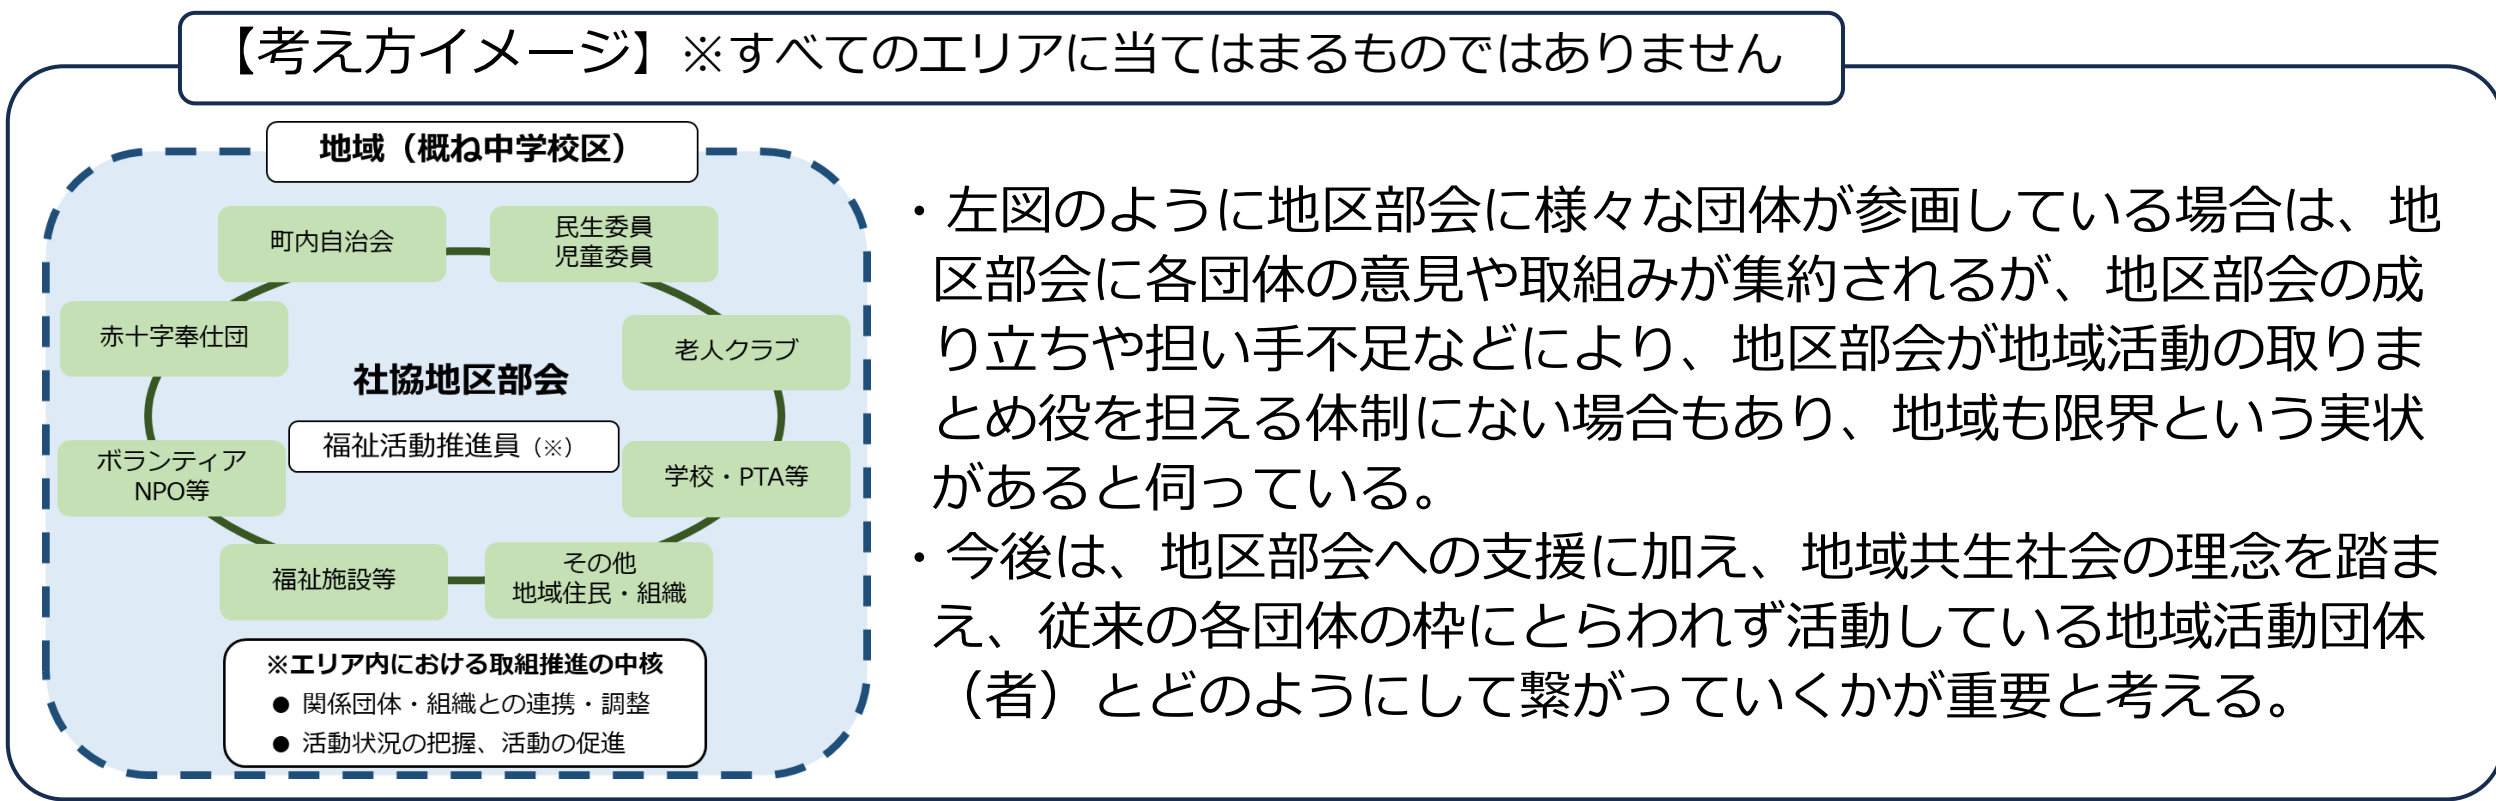 【考え方イメージ】※すべてのエリアに当てはまるものではありません
地域（概ね中学校区）
町内自治会
民生委員
児童委員
赤十字奉仕団
老人クラブ
社協地区部会
福祉活動推進員（※）
ボランティア
NPO等
学校・PTA等
福祉施設等
その他
地域住民・組織
※エリア内における取組推進の中核
● 関係団体・組織との連携・調整
● 活動状況の把握、活動の促進
・左図のように地区部会に様々な団体が参画している場合は、地
区部会に各団体の意見や取組みが集約されるが、地区部会の成
り立ちや担い手不足などにより、地区部会が地域活動の取りま
とめ役を担える体制にない場合もあり、地域も限界という実状
があると伺っている。
・今後は、地区部会への支援に加え、地域共生社会の理念を踏ま
え、従来の各団体の枠にとらわれず活動している地域活動団体
（者）とどのようにして繋がっていくかが重要と考える。